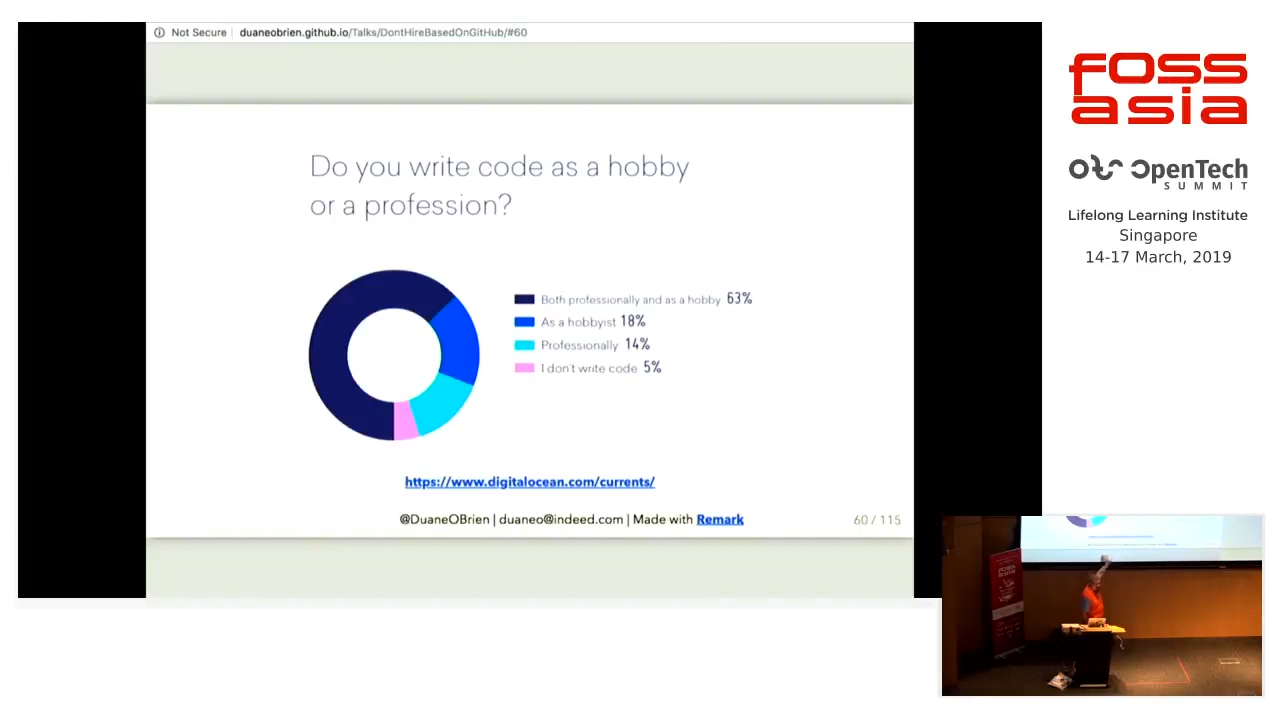 Not Secure | duaneobrien.github.io/Talks/DontHireBasedOnGitHub/#60
Do you write code as a hobby
or a profession?
Both professionally and as a hobby 63%
As a hobbyist 18%
Professionally 14%
I don't write code 5%
https://www.digitalocean.com/currents/
@DuaneOBrien | duaneo@indeed.com | Made with Remark
60 / 115
FOSS
ASIA
OpenTech
SUMMIT
Lifelong Learning Institute
Singapore
14-17 March, 2019